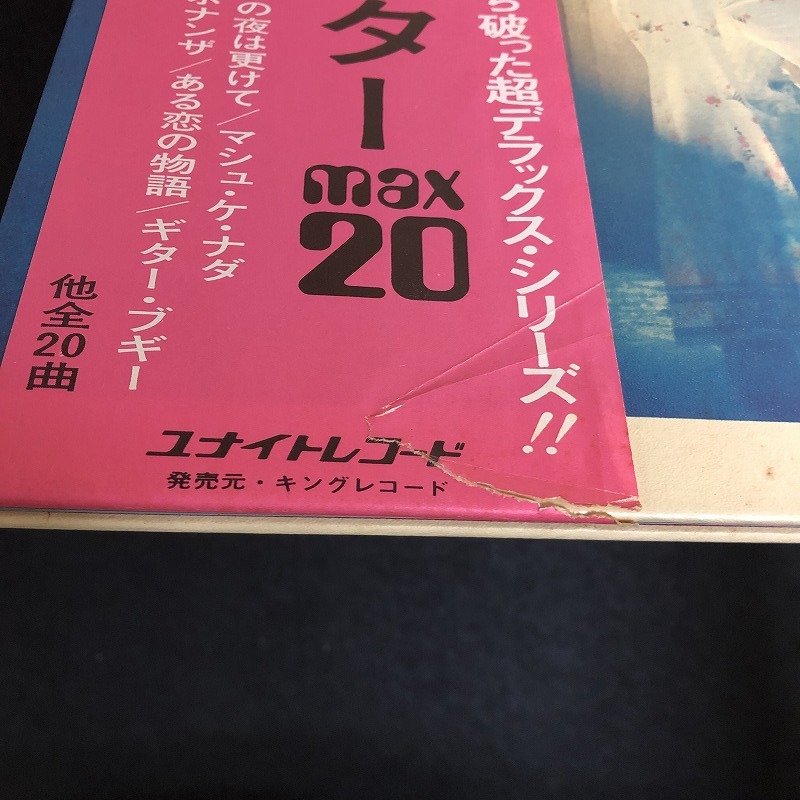 ち破った超デラックス・シリーズ!!
ター
max
20
の夜は更けて/マシュ・ケ・ナダ
ボナンザ/ある恋の物語/ギター・ブギー
他全20曲
ユナイトレコード
発売元・キングレコード